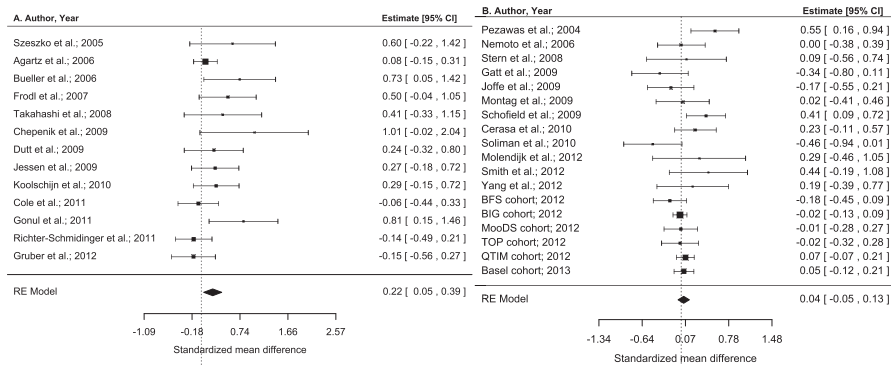 A. Author, Year Estimate [95% CI]
Szeszko et al.; 2005 0.60 [ -0.22 , 1.42 ]
Agartz et al.; 2006 0.08 [ -0.15 , 0.31 ]
Bueller et al.; 2006 0.73 [ 0.05 , 1.42 ]
Frodl et al.; 2007 0.50 [ -0.04 , 1.05 ]
Takahashi et al.; 2008 0.41 [ -0.33 , 1.15 ]
Chepenik et al.; 2009 1.01 [ -0.02 , 2.04 ]
Dutt et al.; 2009 0.24 [ -0.32 , 0.80 ]
Jessen et al.; 2009 0.27 [ -0.18 , 0.72 ]
Koolschijn et al.; 2010 0.29 [ -0.15 , 0.72 ]
Cole et al.; 2011 -0.06 [ -0.44 , 0.33 ]
Gonul et al.; 2011 0.81 [ 0.15 , 1.46 ]
Richter-Schmidinger et al.; 2011 -0.14 [ -0.49 , 0.21 ]
Gruber et al.; 2012 -0.15 [ -0.56 , 0.27 ]
RE Model 0.22 [ 0.05 , 0.39 ]
-1.09 -0.18 0.74 1.66 2.57
Standardized mean difference
B. Author, Year Estimate [95% CI]
Pezawas et al.; 2004 0.55 [ 0.16 , 0.94 ]
Nemoto et al.; 2006 0.00 [ -0.38 , 0.39 ]
Stern et al.; 2008 0.09 [ -0.56 , 0.74 ]
Gatt et al.; 2009 -0.34 [ -0.80 , 0.11 ]
Joffe et al.; 2009 -0.17 [ -0.55 , 0.21 ]
Montag et al.; 2009 0.02 [ -0.41 , 0.46 ]
Schofield et al.; 2009 0.41 [ 0.09 , 0.72 ]
Cerasa et al.; 2010 0.23 [ -0.11 , 0.57 ]
Soliman et al.; 2010 -0.46 [ -0.94 , 0.01 ]
Molendijk et al.; 2012 0.29 [ -0.46 , 1.05 ]
Smith et al.; 2012 0.44 [ -0.19 , 1.08 ]
Yang et al.; 2012 0.19 [ -0.39 , 0.77 ]
BFS cohort; 2012 -0.18 [ -0.45 , 0.09 ]
BIG cohort; 2012 -0.02 [ -0.13 , 0.09 ]
MooDS cohort; 2012 -0.01 [ -0.28 , 0.27 ]
TOP cohort; 2012 -0.02 [ -0.32 , 0.28 ]
QTIM cohort; 2012 0.07 [ -0.07 , 0.21 ]
Basel cohort; 2013 0.05 [ -0.12 , 0.21 ]
RE Model 0.04 [ -0.05 , 0.13 ]
-1.34 -0.64 0.07 0.78 1.48
Standardized mean difference